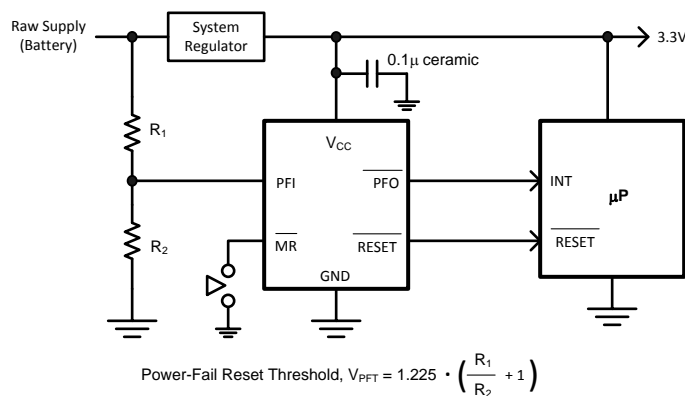 Raw Supply
(Battery)
System
Regulator
3.3V
0.1μ ceramic
R1
VCC
PFI
PFO
INT
μP
R2
MR
RESET
RESET
GND
Power-Fail Reset Threshold, VPFT = 1.225 · (R1/R2 + 1)